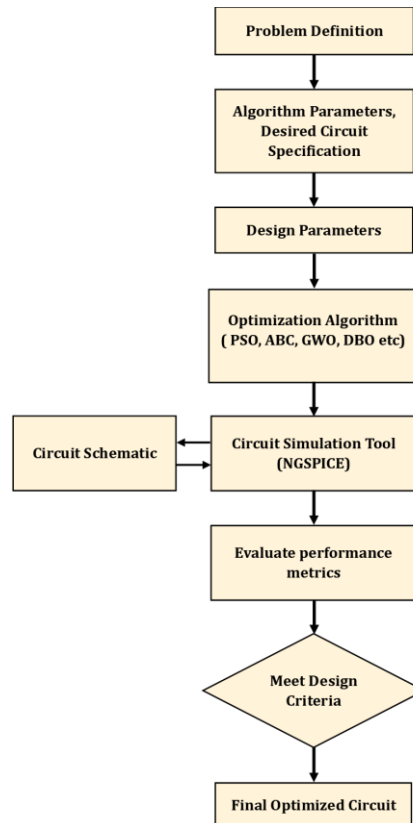 Problem Definition
Algorithm Parameters,
Desired Circuit
Specification
Design Parameters
Optimization Algorithm
( PSO, ABC, GWO, DBO etc)
Circuit Schematic
Circuit Simulation Tool
(NGSPICE)
Evaluate performance
metrics
Meet Design
Criteria
Final Optimized Circuit